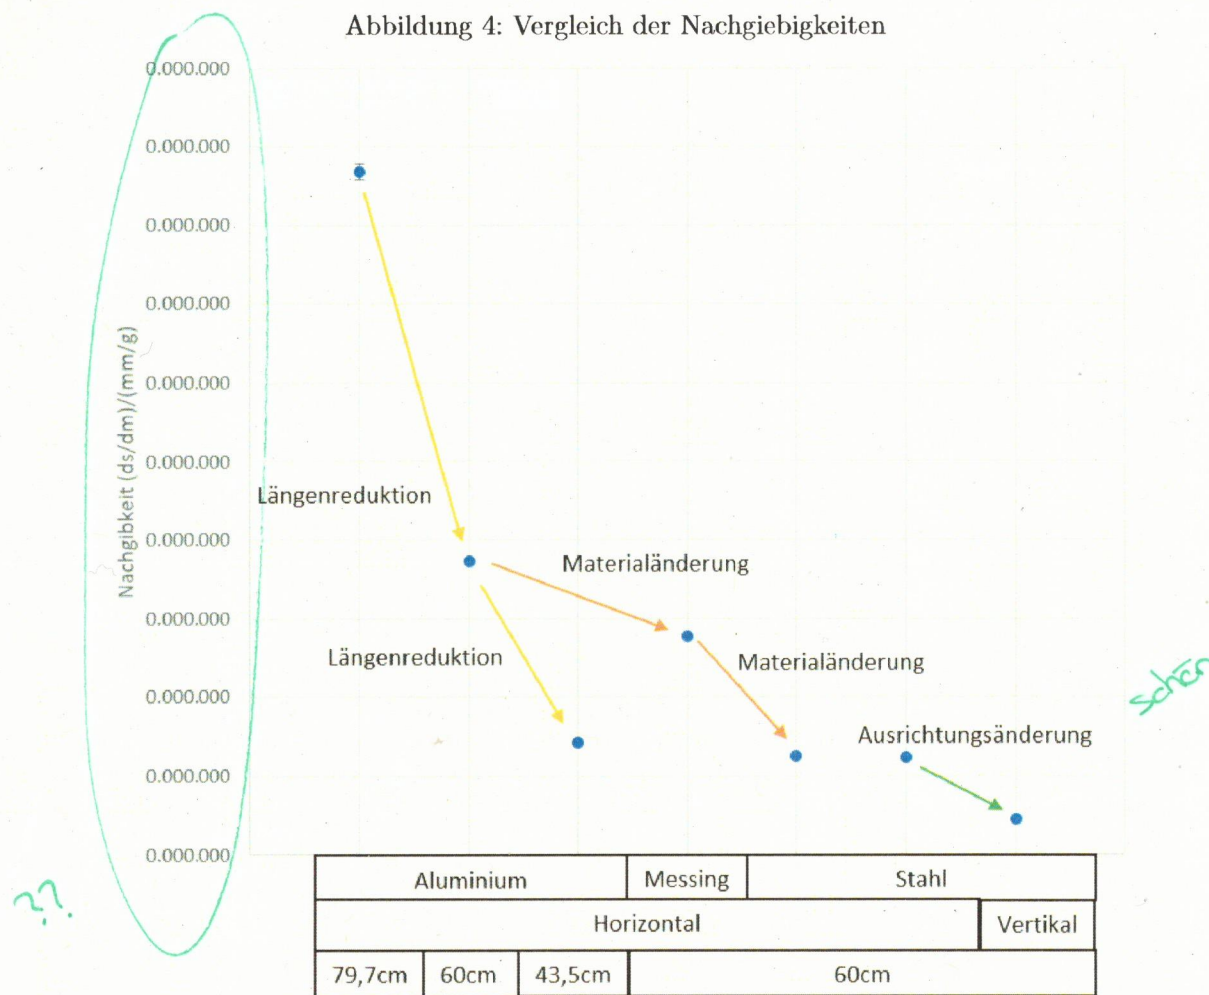 Abbildung 4: Vergleich der Nachgiebigkeiten
0.000.000
0.000.000
0.000.000
0.000.000
0.000.000
0.000.000
0.000.000
0.000.000
0.000.000
0.000.000
0.000.000
Nachgibkeit (ds/dm)/(mm/g)
Längenreduktion
Materialänderung
Längenreduktion
Materialänderung
schön
Ausrichtungsänderung
??
Aluminium Messing Stahl
Horizontal Vertikal
79,7cm 60cm 43,5cm 60cm